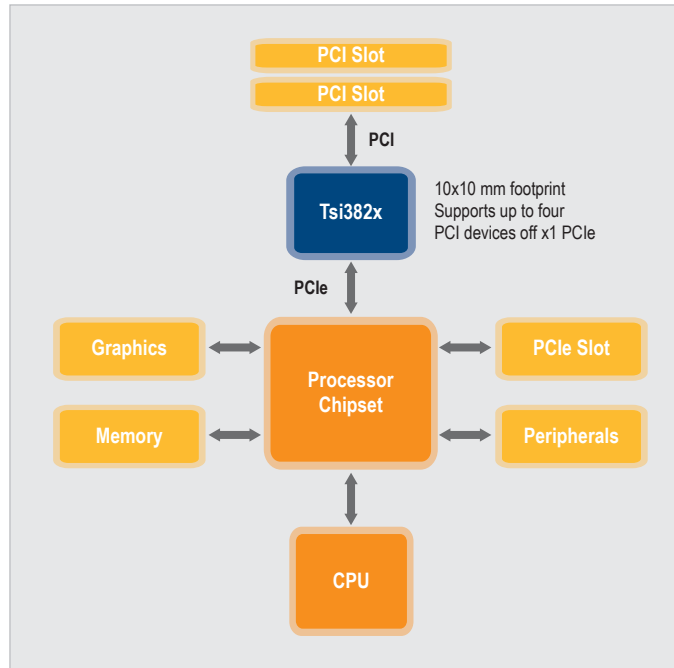 PCI Slot
PCI Slot
PCI
Tsi382x
10x10 mm footprint
Supports up to four
PCI devices off x1 PCIe
PCIe
Graphics
Processor
Chipset
PCIe Slot
Memory
Peripherals
CPU